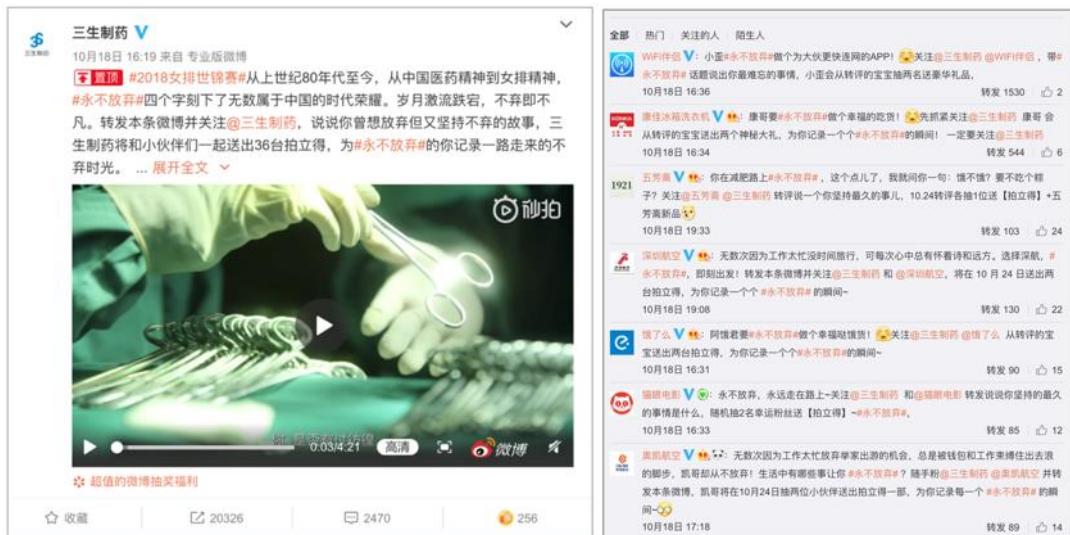 三生制药
三生制药
10月18日 16:19 来自 专业版微博
置顶 #2018女排世锦赛#从上世纪80年代至今，从中国医药精神到女排精神，
#永不放弃#四个字刻下了无数属于中国的时代荣耀。岁月激流跌宕，不弃即不
凡。转发本条微博并关注@三生制药，说说你曾想放弃但又坚持不弃的故事，三
生制药将和小伙伴们一起送出36台拍立得，为#永不放弃#的你记录一路走来的不
弃时光。 ... 展开全文
秒拍
0:03/4:21 高清 微博
超值的微博抽奖福利
收藏 20326 2470 256
全部 热门 关注的人 陌生人
WiFi伴侣：小歪#永不放弃#做个为大伙更快连网的APP！关注@三生制药 @WiFi伴侣 ，带#
永不放弃# 话题说出你最难忘的事情，小歪会从转评的宝宝抽两名送豪华礼品，
10月18日 16:36 转发 1530 2
KONKA
康佳冰箱洗衣机：康哥要#永不放弃#做个幸福的吃货！先抓紧关注@三生制药 康哥 会
从转评的宝宝送出两个神秘大礼，为你记录一个个#永不放弃#的瞬间！ 一定要关注@三生制药
10月18日 16:34 转发 544 6
1921
五芳斋：你在减肥路上#永不放弃# ，这个点儿了，我就问你一句：饿不饿？要不吃个粽
子？关注@五芳斋 @三生制药 转评说一个你坚持最久的事儿，10.24转评各抽1位送【拍立得】+五
芳斋新品
10月18日 19:33 转发 103 24
深圳航空：无数次因为工作太忙没时间旅行，可每次心中总有怀着诗和远方。选择深航，#
永不放弃#，即刻出发！转发本条微博并关注@三生制药 和 @深圳航空，将在 10 月 24 日送出两
台拍立得，为你记录一个个 #永不放弃# 的瞬间~
10月18日 19:08 转发 130 22
饿了么：阿饿君要#永不放弃#做个幸福哒饿货！关注@三生制药 @饿了么 从转评的宝
宝送出两台拍立得，为你记录一个个#永不放弃#的瞬间~
10月18日 16:31 转发 90 15
猫眼电影：永不放弃，永远走在路上~关注@三生制药 和@猫眼电影 转发说说你坚持的最久
的事情是什么，随机抽2名幸运粉丝送【拍立得】~#永不放弃#。
10月18日 16:33 转发 85 12
奥凯航空：无数次因为工作太忙放弃举家出游的机会，总是被钱包和工作束缚住出去浪
的脚步，凯哥却从不放弃！生活中有哪些事让你 #永不放弃# ？随手粉@三生制药 @奥凯航空 并转
发本条微博，凯哥将在10月24日抽两位小伙伴送出拍立得一部，为你记录每一个 #永不放弃# 的瞬
间~
10月18日 17:18 转发 89 14